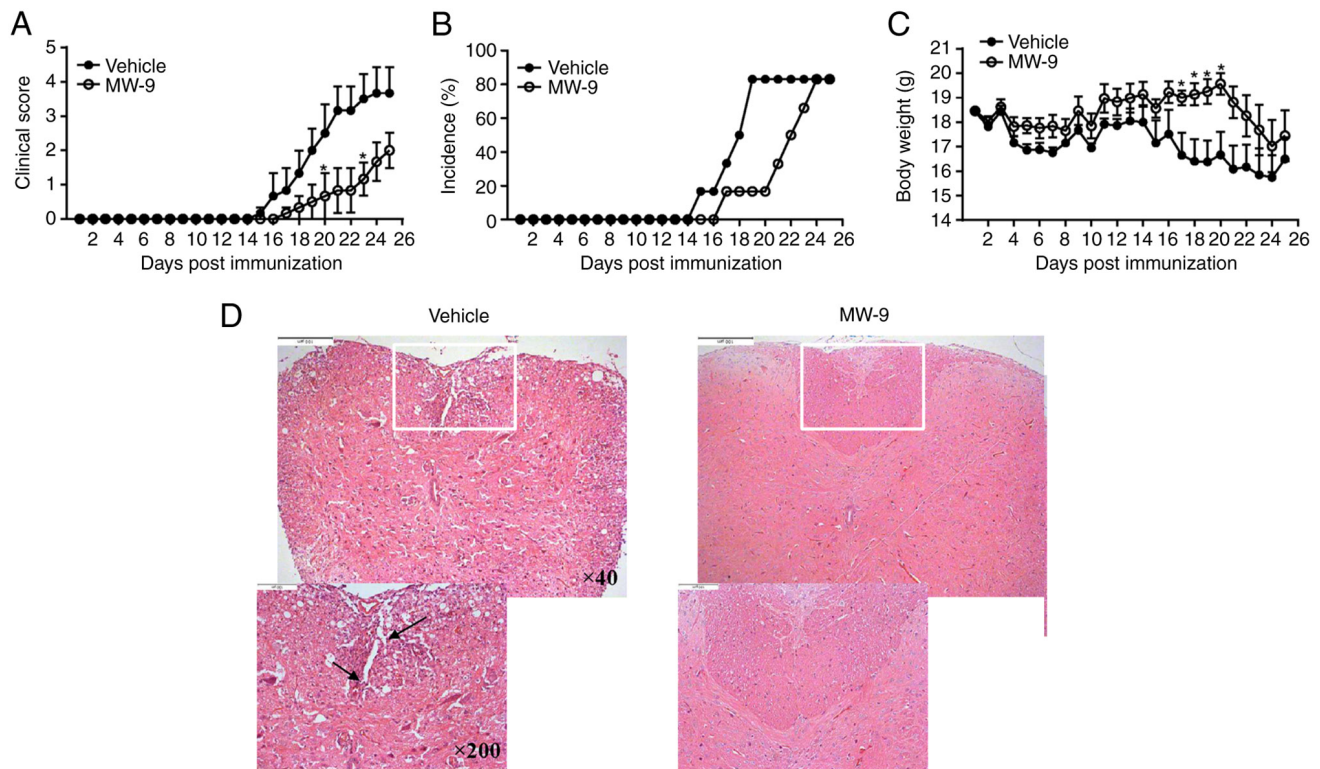 A
Clinical score
5
4
3
2
1
0
Vehicle
MW-9
* *
2 4 6 8 10 12 14 16 18 20 22 24 26
Days post immunization
B
Incidence (%)
100
80
60
40
20
0
Vehicle
MW-9
2 4 6 8 10 12 14 16 18 20 22 24 26
Days post immunization
C
Body weight (g)
21
20
19
18
17
16
15
14
Vehicle
MW-9
* * * *
2 4 6 8 10 12 14 16 18 20 22 24 26
Days post immunization
D
Vehicle
MW-9
100 µm
100 µm
×40
×200